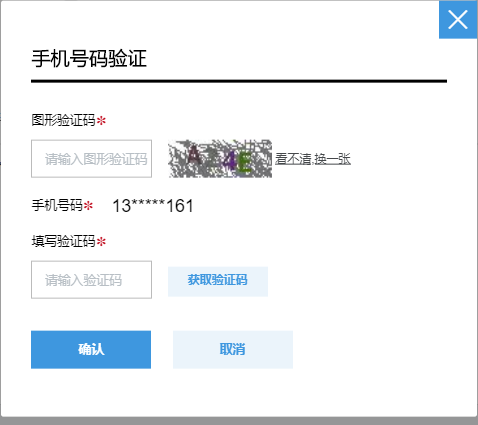 手机号码验证
图形验证码*
请输入图形验证码
看不清,换一张
手机号码* 13*****161
填写验证码*
请输入验证码 获取验证码
确认 取消